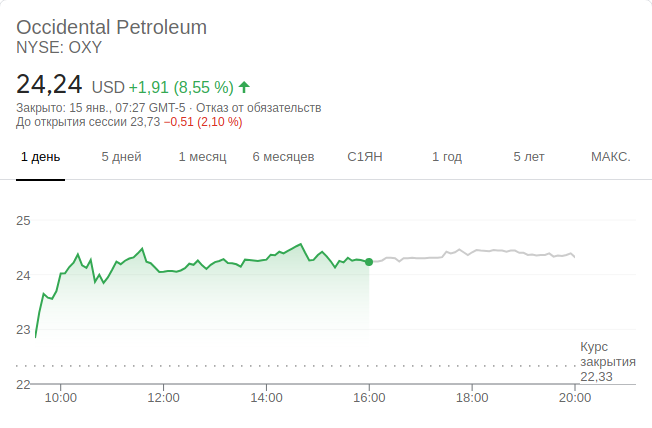 Occidental Petroleum
NYSE: OXY
24,24 USD +1,91 (8,55 %)
Закрыто: 15 янв., 07:27 GMT-5 · Отказ от обязательств
До открытия сессии 23,73 −0,51 (2,10 %)
1 день 5 дней 1 месяц 6 месяцев С1ЯН 1 год 5 лет МАКС.
25
24
23
Курс
закрытия
22,33
22
10:00 12:00 14:00 16:00 18:00 20:00